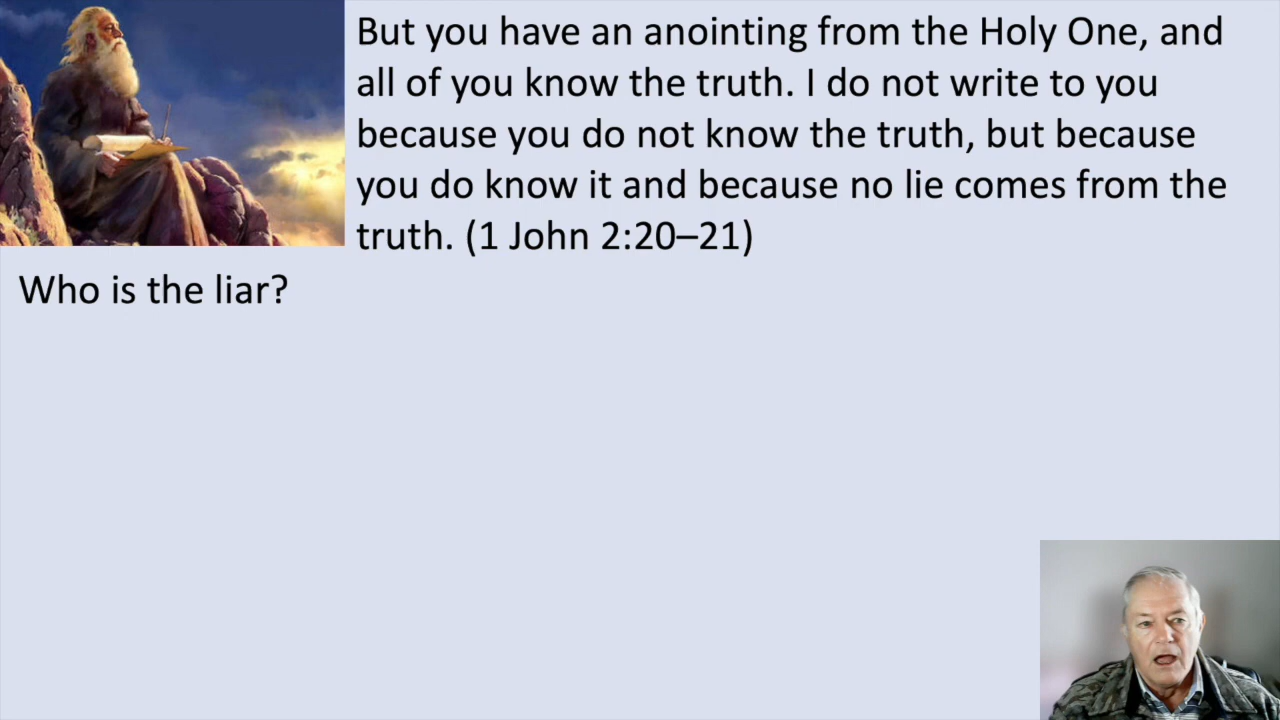 But you have an anointing from the Holy One, and
all of you know the truth. I do not write to you
because you do not know the truth, but because
you do know it and because no lie comes from the
truth. (1 John 2:20–21)
Who is the liar?